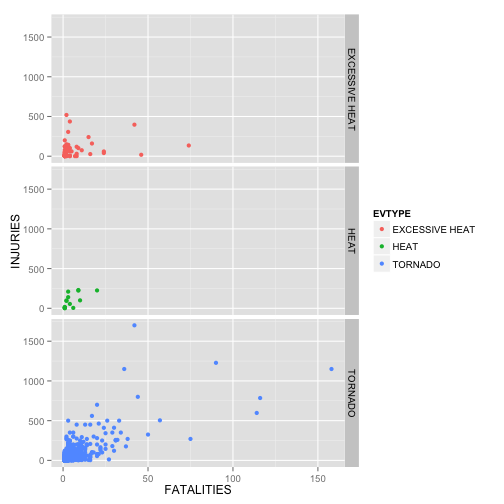 1500
1000
500
0
EXCESSIVE HEAT
1500
1000
500
0
HEAT
1500
1000
500
0
TORNADO
INJURIES
0
50
100
150
FATALITIES
EVTYPE
EXCESSIVE HEAT
HEAT
TORNADO